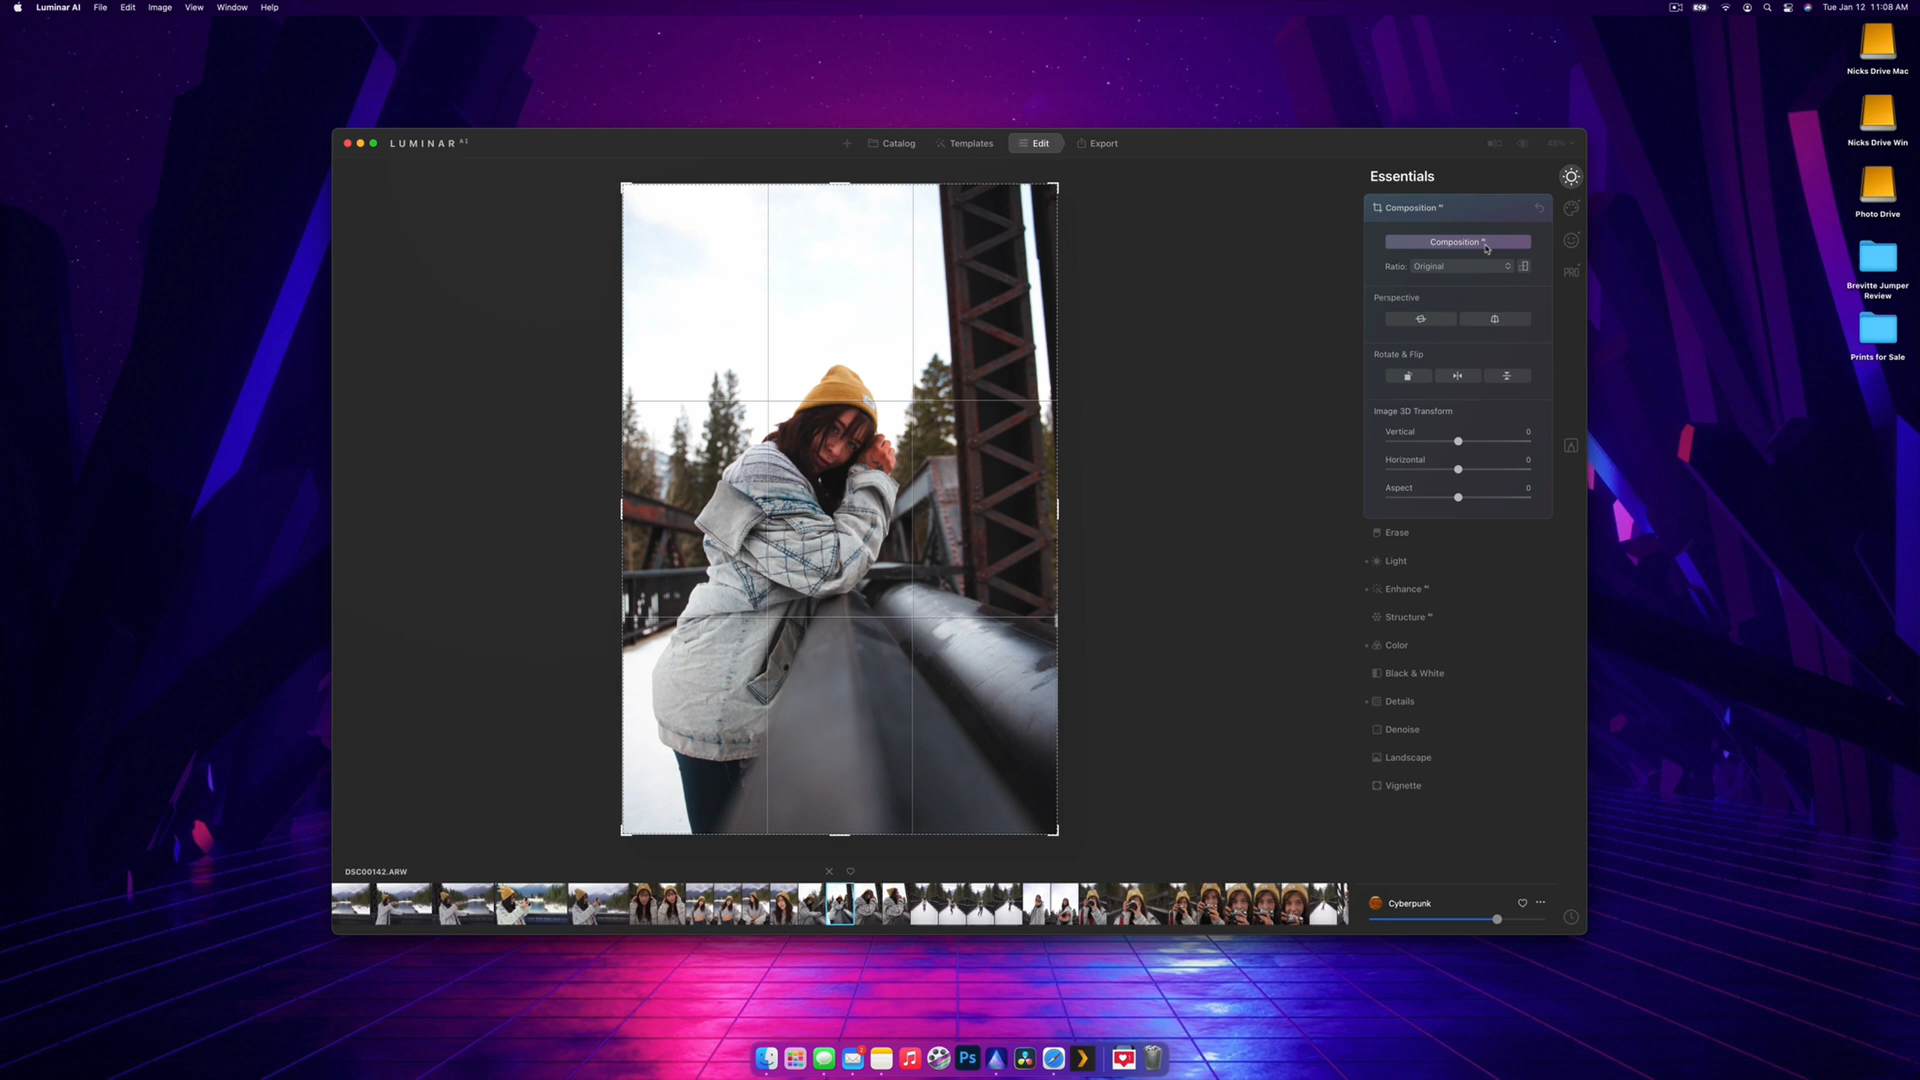 Luminar AI File Edit Image View Window Help
Tue Jan 12 11:08 AM
Nicks Drive Mac
Nicks Drive Win
Photo Drive
Brevitte Jumper
Review
Prints for Sale
LUMINAR AI
Catalog Templates Edit Export
48%
Essentials
Composition AI
Composition AI
Ratio: Original
Perspective
Rotate & Flip
Image 3D Transform
Vertical 0
Horizontal 0
Aspect 0
Erase
Light
Enhance AI
Structure AI
Color
Black & White
Details
Denoise
Landscape
Vignette
PRO
DSC00142.ARW
Cyberpunk
Ps